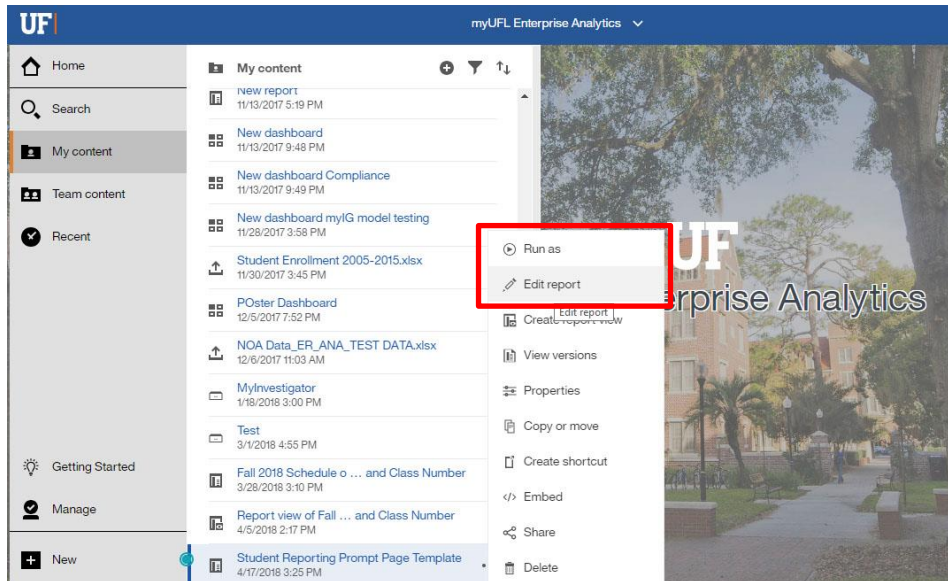 UF
myUFL Enterprise Analytics
Home
Search
My content
Team content
Recent
Getting Started
Manage
New
My content
New report
11/13/2017 5:19 PM
New dashboard
11/13/2017 9:48 PM
New dashboard Compliance
11/13/2017 9:49 PM
New dashboard myIG model testing
11/28/2017 3:58 PM
Student Enrollment 2005-2015.xlsx
11/30/2017 3:45 PM
POster Dashboard
12/5/2017 7:52 PM
NOA Data_ER_ANA_TEST DATA.xlsx
12/6/2017 11:03 AM
MyInvestigator
1/18/2018 3:00 PM
Test
3/1/2018 4:55 PM
Fall 2018 Schedule o ... and Class Number
3/28/2018 3:10 PM
Report view of Fall ... and Class Number
4/5/2018 2:17 PM
Student Reporting Prompt Page Template
4/17/2018 3:25 PM
Run as
Edit report
Edit report
Create report view
View versions
Properties
Copy or move
Create shortcut
Embed
Share
Delete
UF
erprise Analytics